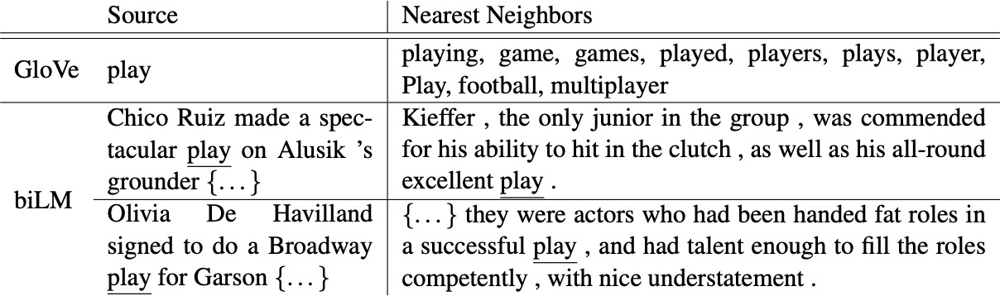 Source Nearest Neighbors
GloVe play playing, game, games, played, players, plays, player,
Play, football, multiplayer
biLM
Chico Ruiz made a spec-
tacular play on Alusik 's
grounder {...}
Kieffer , the only junior in the group , was commended
for his ability to hit in the clutch , as well as his all-round
excellent play .
Olivia De Havilland
signed to do a Broadway
play for Garson {...}
{...} they were actors who had been handed fat roles in
a successful play , and had talent enough to fill the roles
competently , with nice understatement .